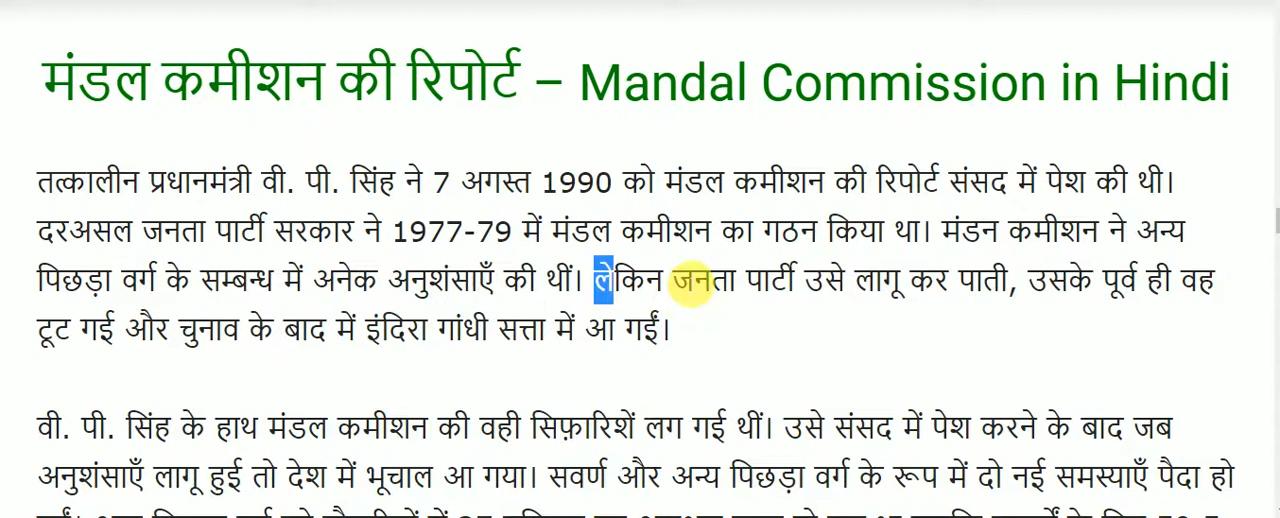 मंडल कमीशन की रिपोर्ट – Mandal Commission in Hindi
तत्कालीन प्रधानमंत्री वी. पी. सिंह ने 7 अगस्त 1990 को मंडल कमीशन की रिपोर्ट संसद में पेश की थी।
दरअसल जनता पार्टी सरकार ने 1977-79 में मंडल कमीशन का गठन किया था। मंडन कमीशन ने अन्य
पिछड़ा वर्ग के सम्बन्ध में अनेक अनुशंसाएँ की थीं। लेकिन जनता पार्टी उसे लागू कर पाती, उसके पूर्व ही वह
टूट गई और चुनाव के बाद में इंदिरा गांधी सत्ता में आ गईं।
वी. पी. सिंह के हाथ मंडल कमीशन की वही सिफ़ारिशें लग गई थीं। उसे संसद में पेश करने के बाद जब
अनुशंसाएँ लागू हुई तो देश में भूचाल आ गया। सवर्ण और अन्य पिछड़ा वर्ग के रूप में दो नई समस्याएँ पैदा हो